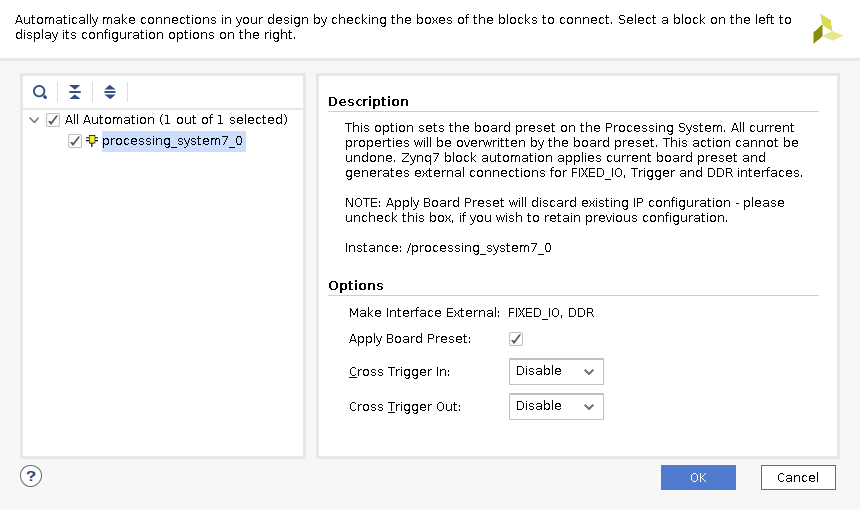 Automatically make connections in your design by checking the boxes of the blocks to connect. Select a block on the left to
display its configuration options on the right.
All Automation (1 out of 1 selected)
processing_system7_0
Description
This option sets the board preset on the Processing System. All current
properties will be overwritten by the board preset. This action cannot be
undone. Zynq7 block automation applies current board preset and
generates external connections for FIXED_IO, Trigger and DDR interfaces.
NOTE: Apply Board Preset will discard existing IP configuration - please
uncheck this box, if you wish to retain previous configuration.
Instance: /processing_system7_0
Options
Make Interface External: FIXED_IO, DDR
Apply Board Preset:
Cross Trigger In: Disable
Cross Trigger Out: Disable
?
OK Cancel